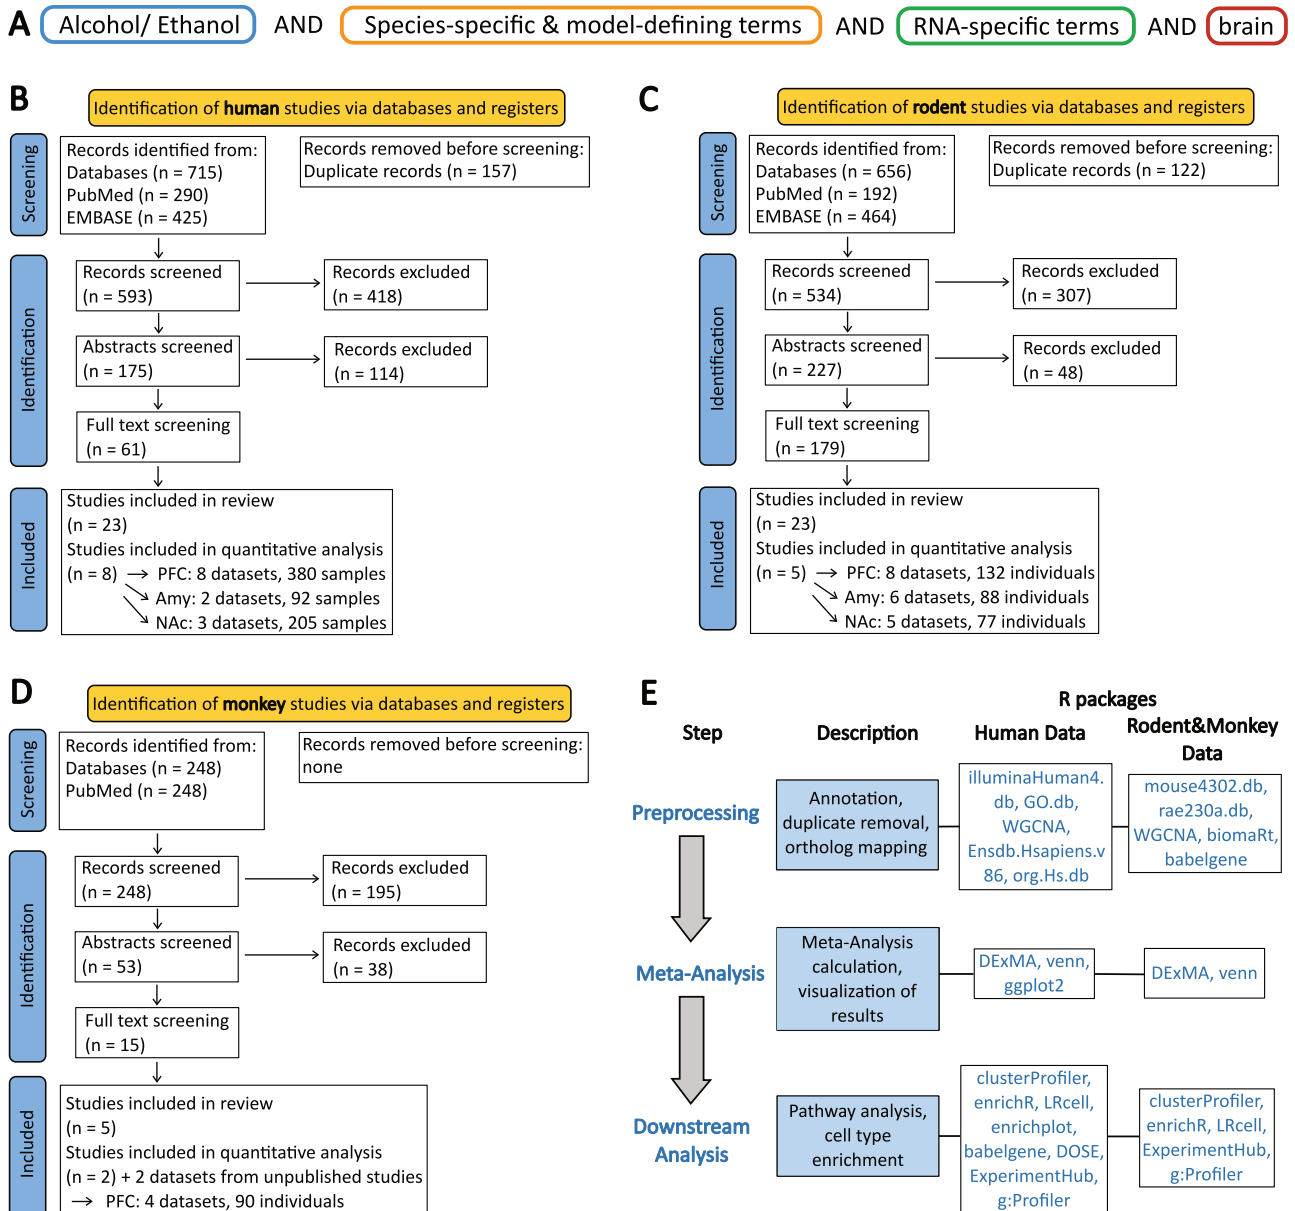 A Alcohol/ Ethanol AND Species-specific & model-defining terms AND RNA-specific terms AND brain
B
Identification of human studies via databases and registers
Screening
Records identified from:
Databases (n = 715)
PubMed (n = 290)
EMBASE (n = 425)
Records removed before screening:
Duplicate records (n = 157)
Identification
Records screened
(n = 593)
Records excluded
(n = 418)
Abstracts screened
(n = 175)
Records excluded
(n = 114)
Full text screening
(n = 61)
Included
Studies included in review
(n = 23)
Studies included in quantitative analysis
(n = 8) → PFC: 8 datasets, 380 samples
Amy: 2 datasets, 92 samples
NAc: 3 datasets, 205 samples
C
Identification of rodent studies via databases and registers
Screening
Records identified from:
Databases (n = 656)
PubMed (n = 192)
EMBASE (n = 464)
Records removed before screening:
Duplicate records (n = 122)
Identification
Records screened
(n = 534)
Records excluded
(n = 307)
Abstracts screened
(n = 227)
Records excluded
(n = 48)
Full text screening
(n = 179)
Included
Studies included in review
(n = 23)
Studies included in quantitative analysis
(n = 5) → PFC: 8 datasets, 132 individuals
Amy: 6 datasets, 88 individuals
NAc: 5 datasets, 77 individuals
D
Identification of monkey studies via databases and registers
Screening
Records identified from:
Databases (n = 248)
PubMed (n = 248)
Records removed before screening:
none
Identification
Records screened
(n = 248)
Records excluded
(n = 195)
Abstracts screened
(n = 53)
Records excluded
(n = 38)
Full text screening
(n = 15)
Included
Studies included in review
(n = 5)
Studies included in quantitative analysis
(n = 2) + 2 datasets from unpublished studies
→ PFC: 4 datasets, 90 individuals
E
R packages
Step
Description
Human Data
Rodent&Monkey
Data
Preprocessing
Annotation,
duplicate removal,
ortholog mapping
illuminaHuman4.
db, GO.db,
WGCNA,
Ensdb.Hsapiens.v
86, org.Hs.db
mouse4302.db,
rae230a.db,
WGCNA, biomaRt,
babelgene
Meta-Analysis
Meta-Analysis
calculation,
visualization of
results
DExMA, venn,
ggplot2
DExMA, venn
Downstream
Analysis
Pathway analysis,
cell type
enrichment
clusterProfiler,
enrichR, LRcell,
enrichplot,
babelgene, DOSE,
ExperimentHub,
g:Profiler
clusterProfiler,
enrichR, LRcell,
ExperimentHub,
g:Profiler